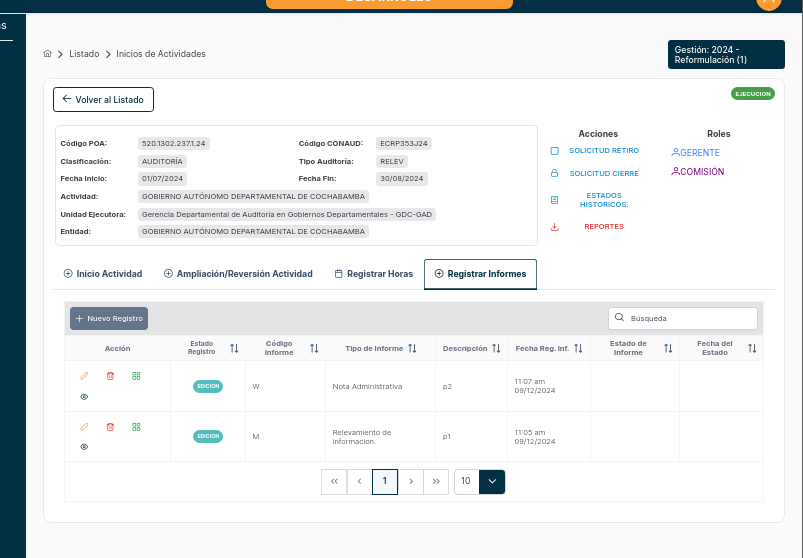 as
Listado
Inicios de Actividades
Gestión: 2024 -
Reformulación (1)
Volver al Listado
EJECUCION
Código POA: 520.1302.237.1.24 Código CONAUD: ECRP353J24
Clasificación: AUDITORÍA Tipo Auditoría: RELEV
Fecha Inicio: 01/07/2024 Fecha Fin: 30/08/2024
Actividad: GOBIERNO AUTÓNOMO DEPARTAMENTAL DE COCHABAMBA
Unidad Ejecutora: Gerencia Departamental de Auditoría en Gobiernos Departamentales - GDC-GAD
Entidad: GOBIERNO AUTÓNOMO DEPARTAMENTAL DE COCHABAMBA
Acciones
SOLICITUD RETIRO
SOLICITUD CIERRE
ESTADOS
HISTORICOS.
REPORTES
Roles
GERENTE
COMISIÓN
Inicio Actividad
Ampliación/Reversión Actividad
Registrar Horas
Registrar Informes
Nuevo Registro
Búsqueda
Acción
Estado
Registro
Código
Informe
Tipo de Informe
Descripción
Fecha Reg. Inf.
Estado de
Informe
Fecha del
Estado
EDICION
W
Nota Administrativa
p2
11:07 am
09/12/2024
EDICION
M
Relevamiento de
informacion.
p1
11:05 am
09/12/2024
1
10